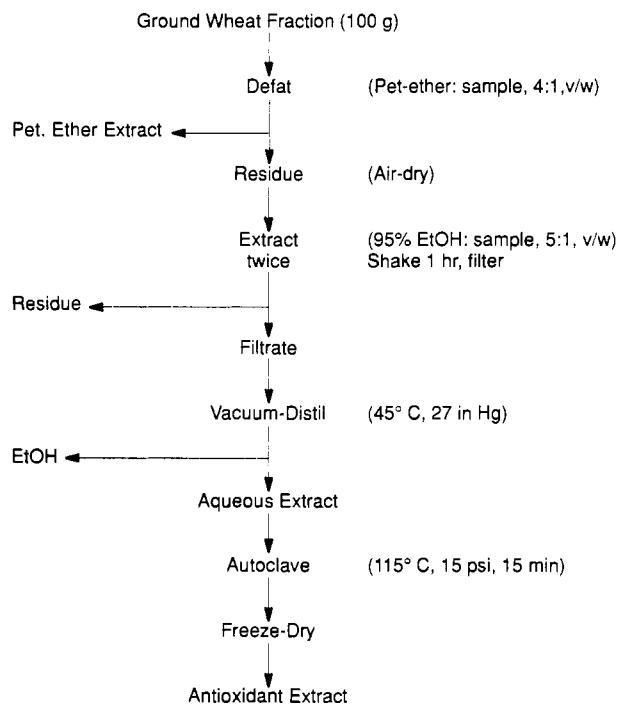 Ground Wheat Fraction (100 g)
Defat (Pet-ether: sample, 4:1,v/w)
Pet. Ether Extract
Residue (Air-dry)
Extract twice (95% EtOH: sample, 5:1, v/w)
Shake 1 hr, filter
Residue
Filtrate
Vacuum-Distil (45° C, 27 in Hg)
EtOH
Aqueous Extract
Autoclave (115° C, 15 psi, 15 min)
Freeze-Dry
Antioxidant Extract